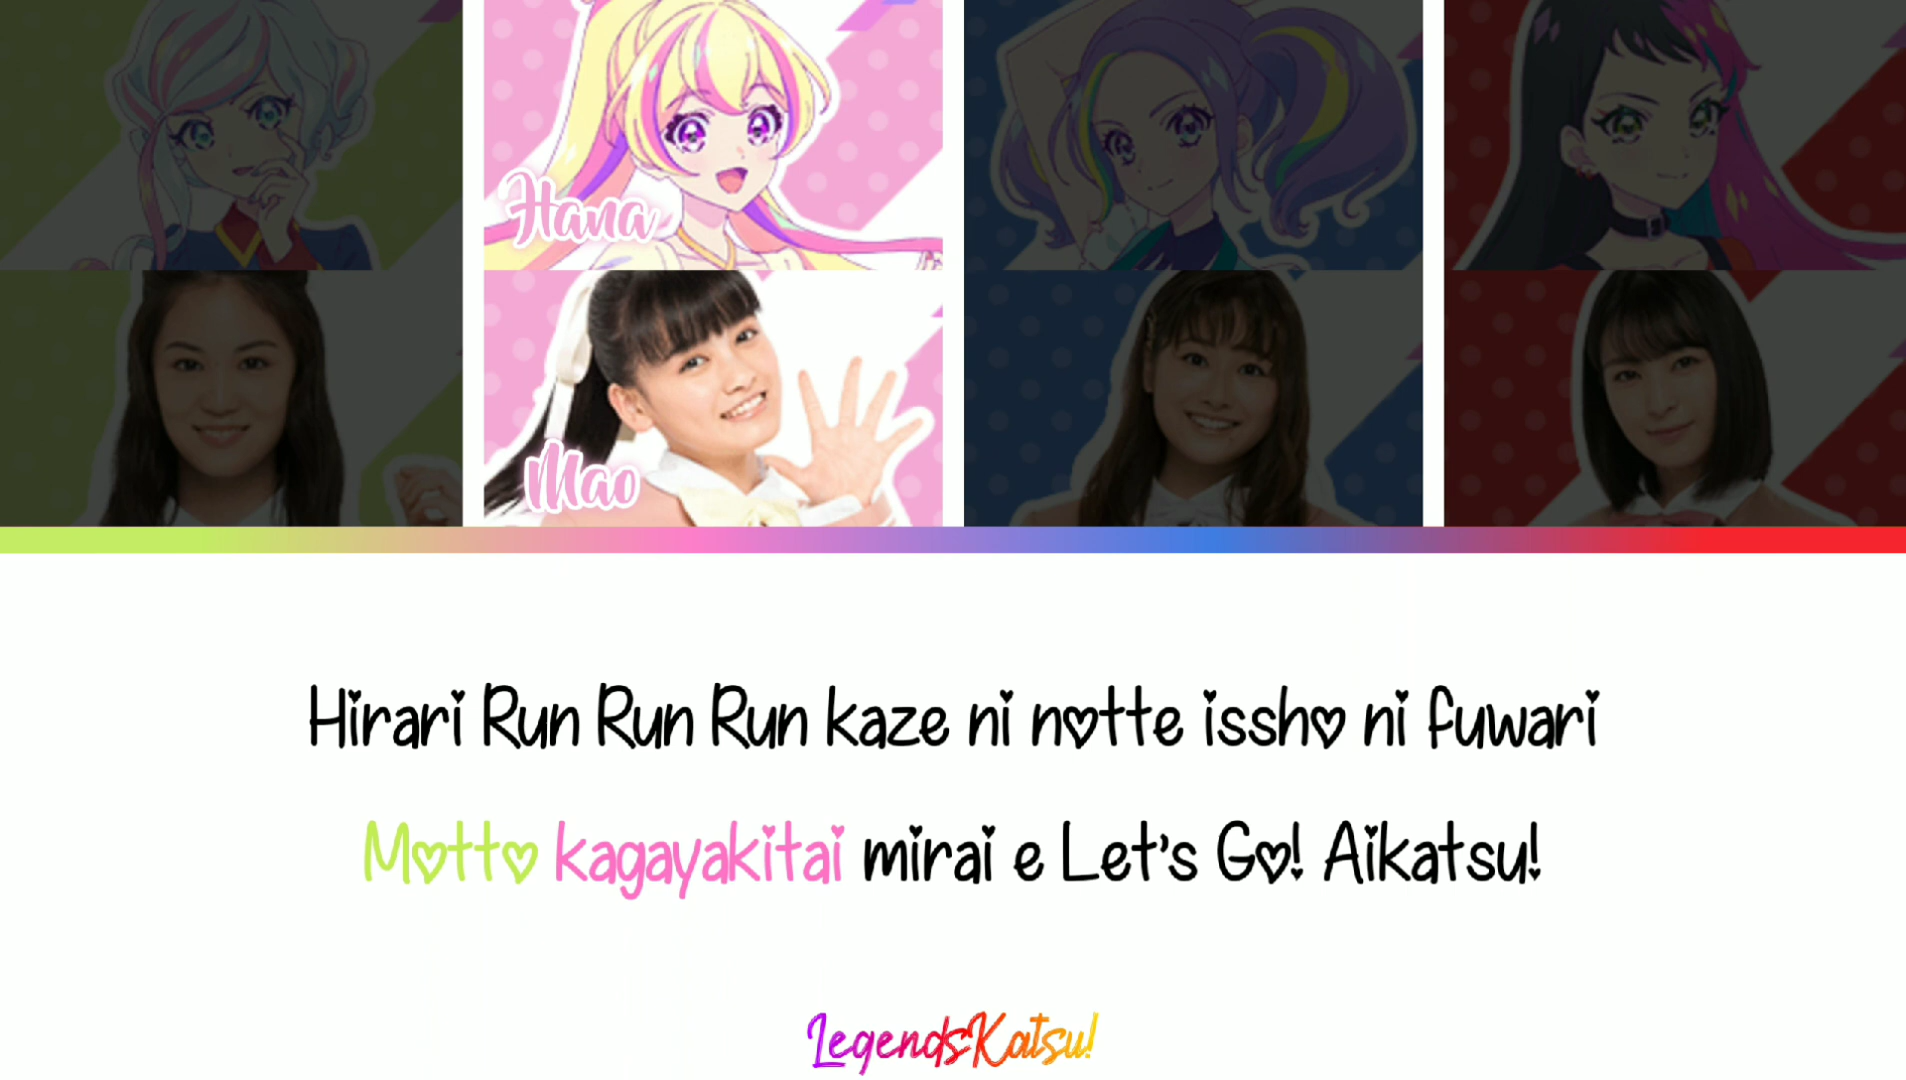 Hana
Mao
Hirari Run Run Run kaze ni notte issho ni fuwari
Motto kagayakitai mirai e Let's Go! Aikatsu!
LegendsKatsu!